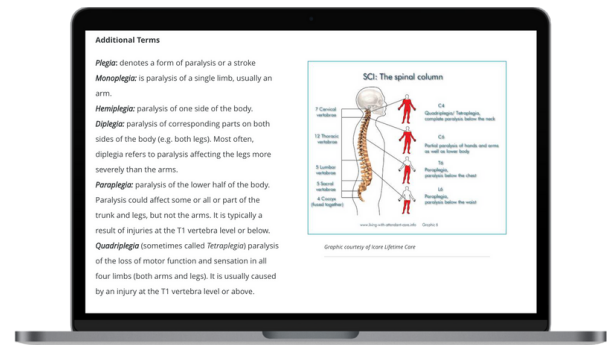 Additional Terms
Plegia: denotes a form of paralysis or a stroke
Monoplegia: is paralysis of a single limb, usually an
arm.
Hemiplegia: paralysis of one side of the body.
Diplegia: paralysis of corresponding parts on both
sides of the body (e.g. both legs). Most often,
diplegia refers to paralysis affecting the legs more
severely than the arms.
Paraplegia: paralysis of the lower half of the body.
Paralysis could affect some or all or part of the
trunk and legs, but not the arms. It is typically a
result of injuries at the T1 vertebra level or below.
Quadriplegia (sometimes called Tetraplegia) paralysis
of the loss of motor function and sensation in all
four limbs (both arms and legs). It is usually caused
by an injury at the T1 vertebra level or above.
SCI: The spinal column
7 Cervical
vertebrae
12 Thoracic
vertebrae
5 Lumbar
vertebrae
5 Sacral
vertebrae
4 Coccyx
(fused together)
C4
Quadriplegia/ Tetraplegia,
complete paralysis below the neck
C6
Partial paralysis of hands and arms
as well as lower body
T6
Paraplegia,
paralysis below the chest
L6
Paraplegia,
paralysis below the waist
Graphic courtesy of Icare Lifetime Care